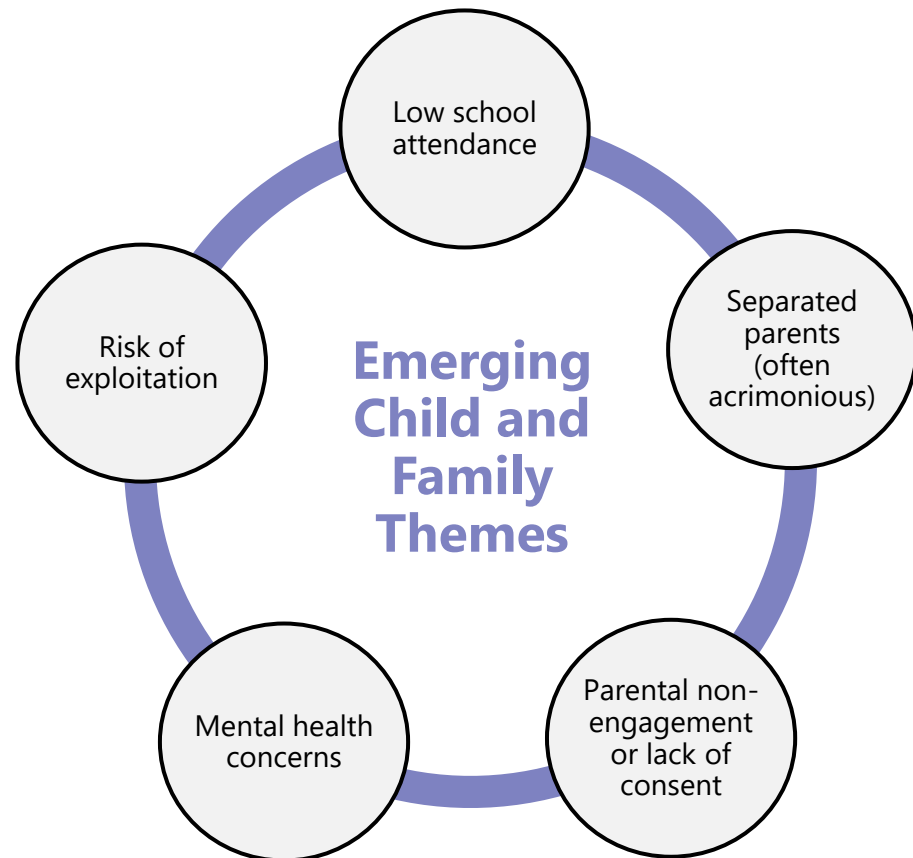 Low school
attendance
Separated
parents
(often
acrimonious)
Risk of
exploitation
Emerging
Child and
Family
Themes
Parental non-
engagement
or lack of
consent
Mental health
concerns